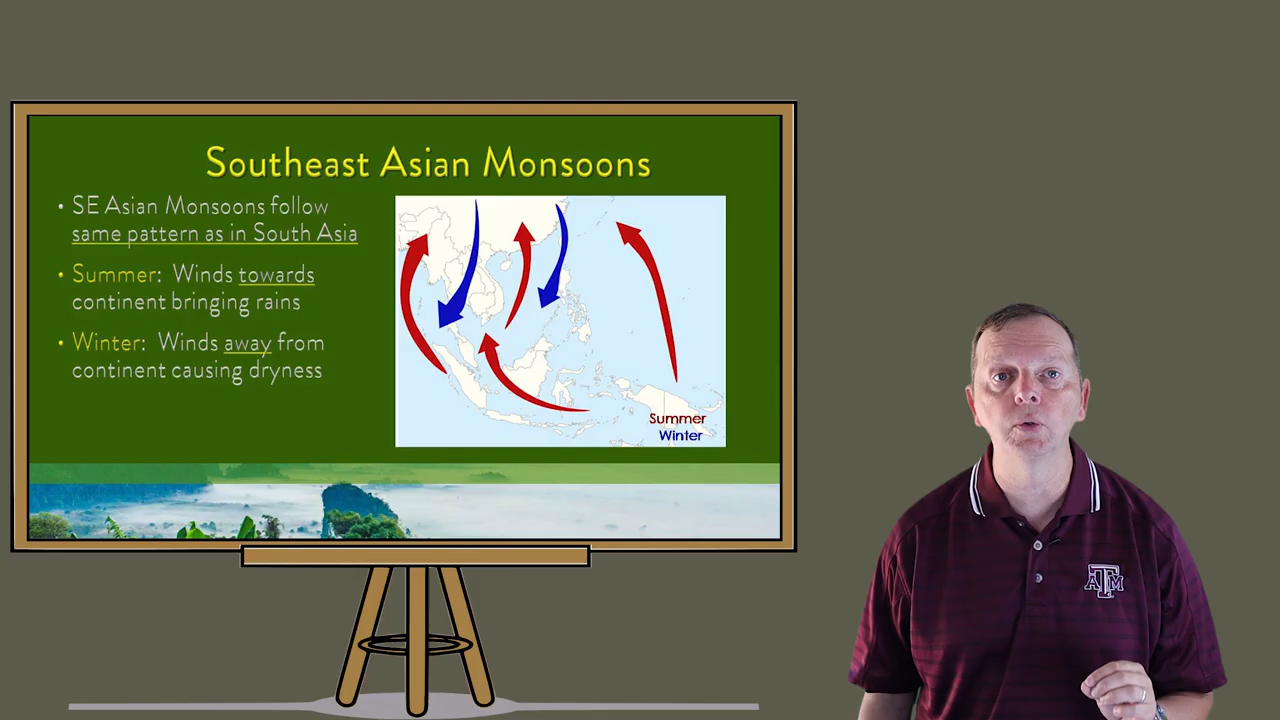 Southeast Asian Monsoons
• SE Asian Monsoons follow
same pattern as in South Asia
• Summer: Winds towards
continent bringing rains
• Winter: Winds away from
continent causing dryness
Summer
Winter
ATM